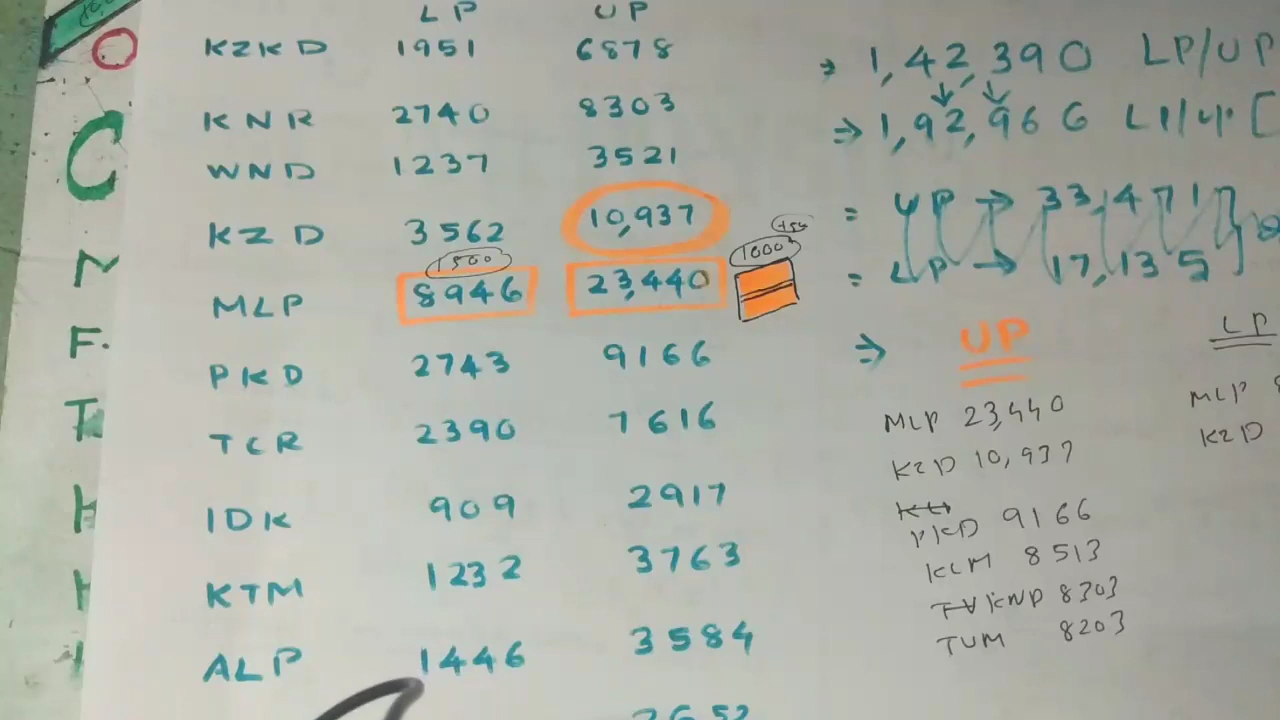 LP UP
KZKD 1951 6878
KNR 2740 8303
WND 1237 3521
KZD 3562 10,937
1500 1000
MLP 8946 23,440
PKD 2743 9166
TCR 2390 7616
IDK 909 2917
KTM 1232 3763
ALP 1446 3584
2652
⇒ 1,42,390 LP/UP
⇒ 1,92,966 LP/UP [
= UP → 33,471
= LP → 17,135
⇒ UP
MLP 23,440
KZD 10,937
PKD 9166
KLM 8513
KNR 8303
TVM 8203
LP
MLP
KZD
O
C
M
F.
T